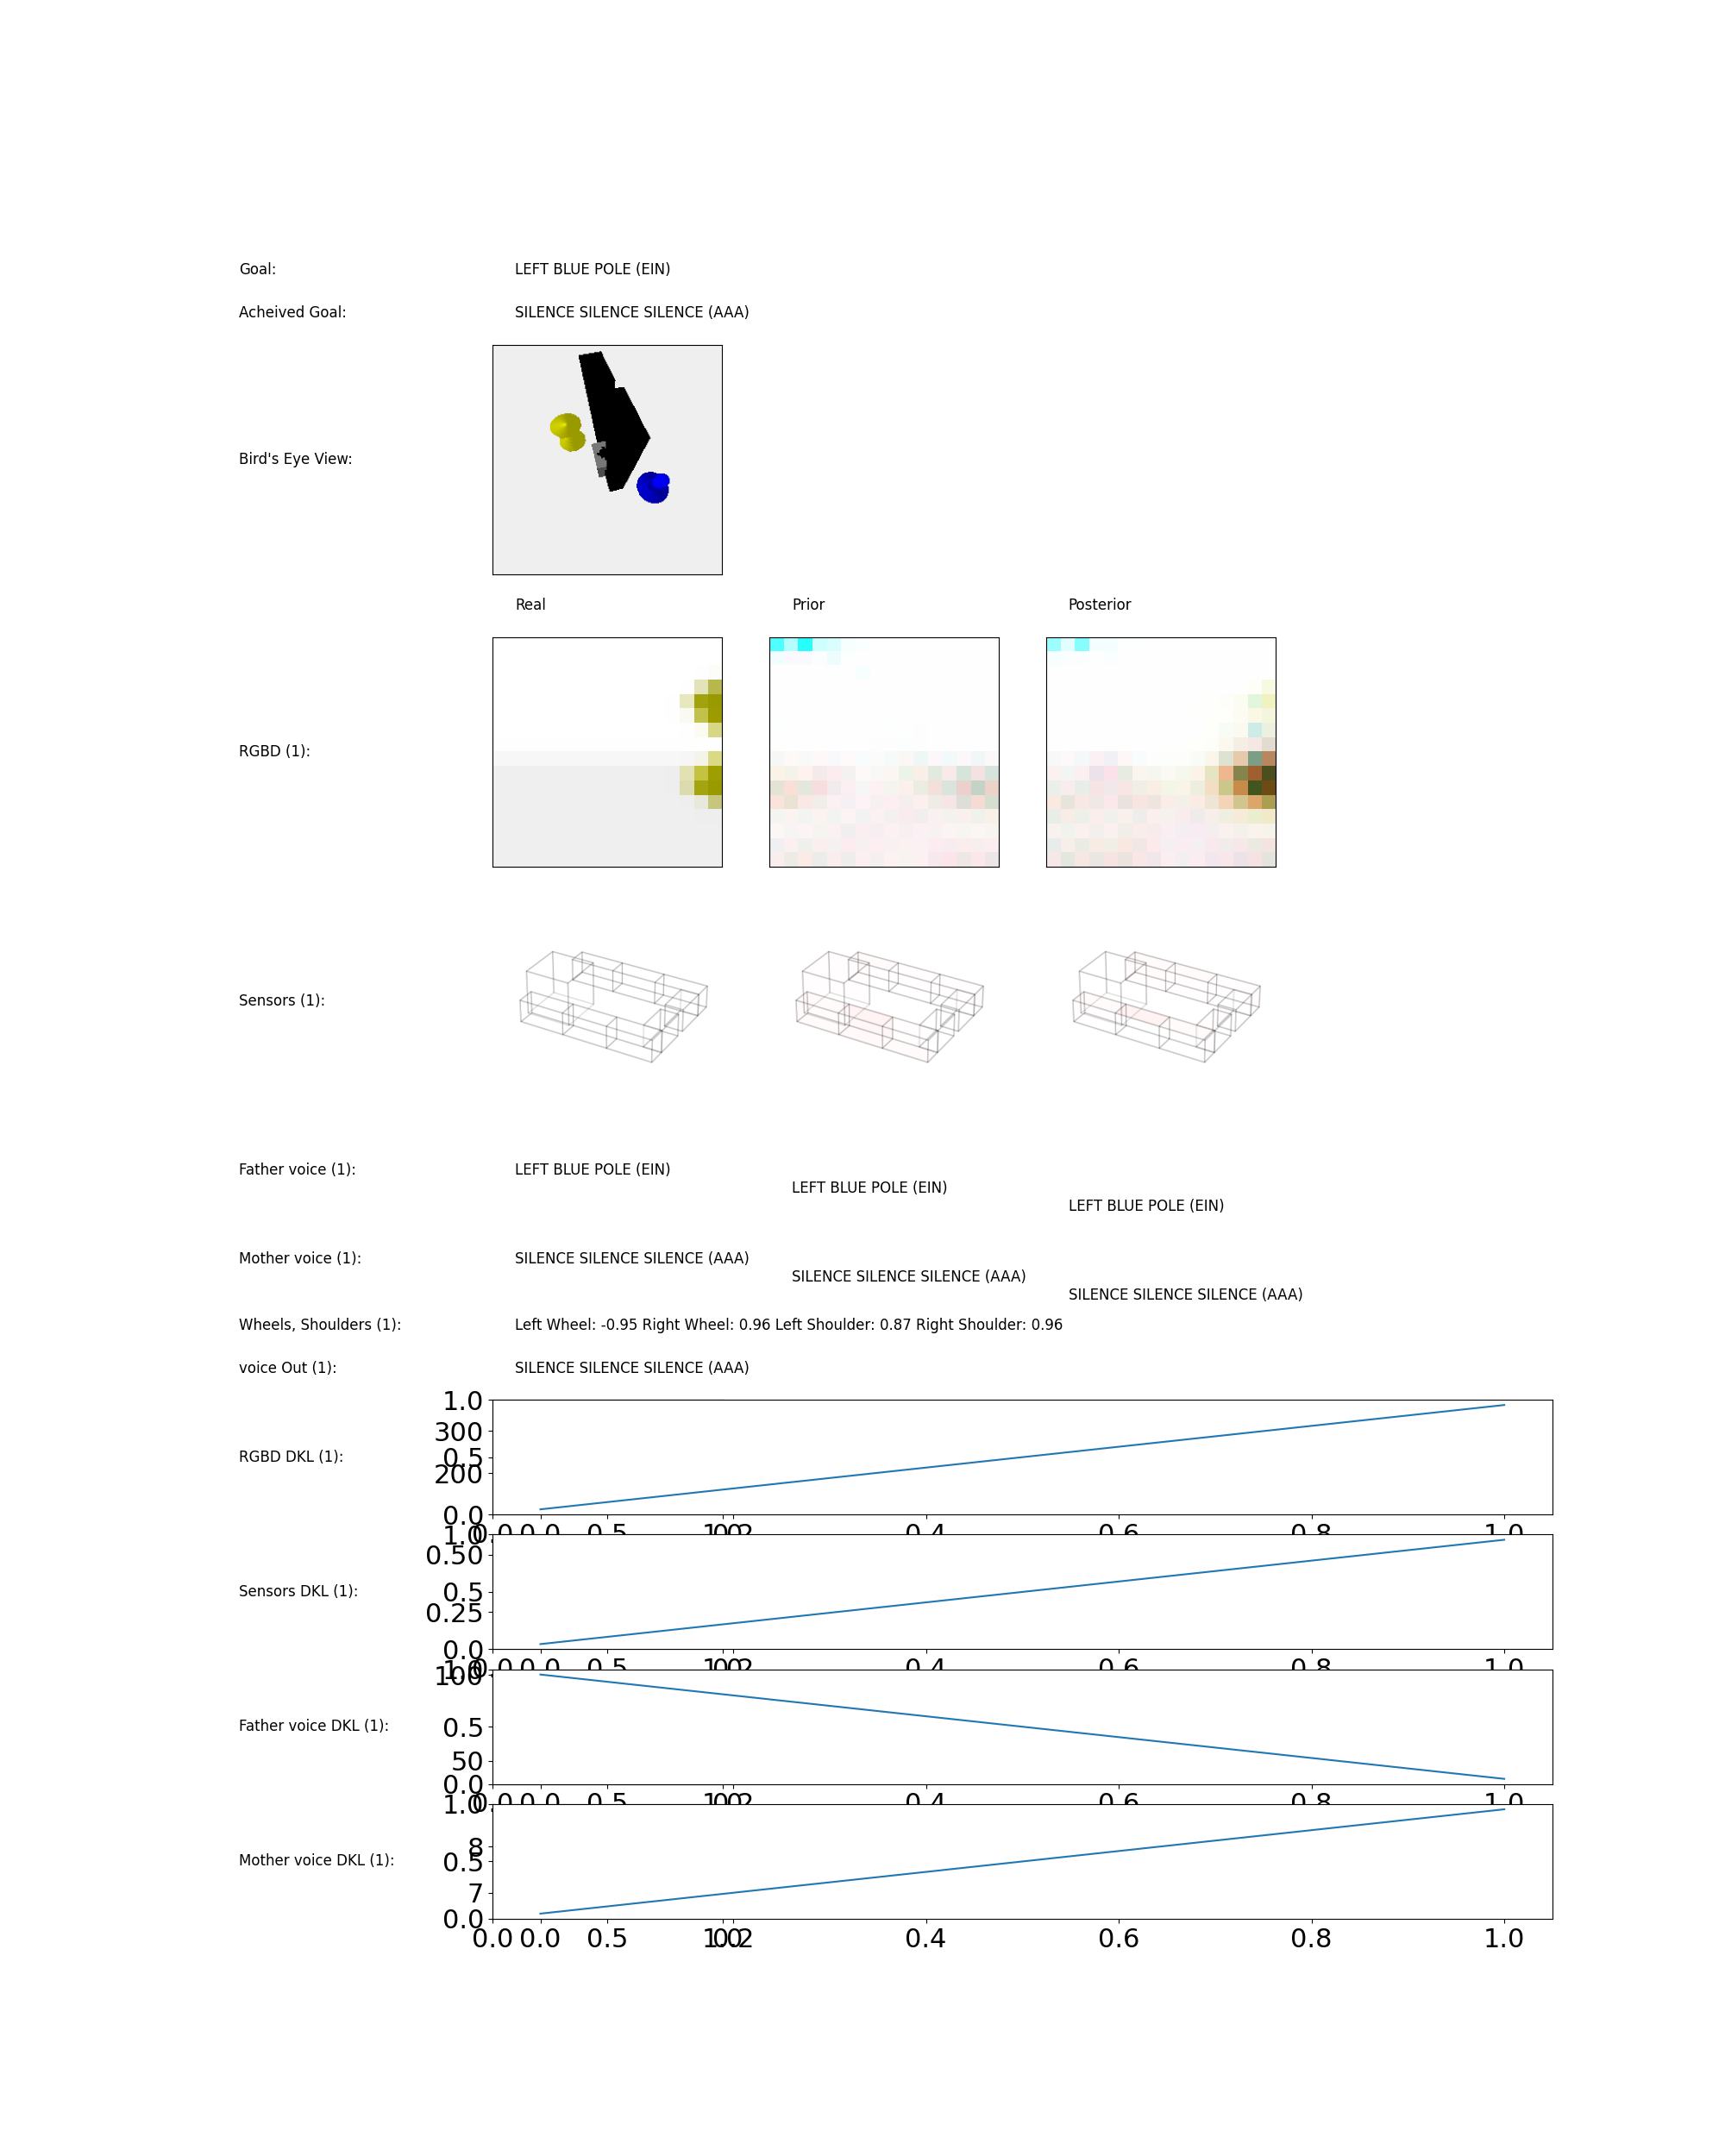 Goal: LEFT BLUE POLE (EIN)
Acheived Goal: SILENCE SILENCE SILENCE (AAA)
Bird's Eye View:
Real Prior Posterior
RGBD (1):
Sensors (1):
Father voice (1): LEFT BLUE POLE (EIN)
LEFT BLUE POLE (EIN)
LEFT BLUE POLE (EIN)
Mother voice (1): SILENCE SILENCE SILENCE (AAA)
SILENCE SILENCE SILENCE (AAA)
SILENCE SILENCE SILENCE (AAA)
Wheels, Shoulders (1): Left Wheel: -0.95 Right Wheel: 0.96 Left Shoulder: 0.87 Right Shoulder: 0.96
voice Out (1): SILENCE SILENCE SILENCE (AAA)
1.0
300
RGBD DKL (1): 0.5
200
0.0
0.0 0.0 0.5 1.0 0.2 0.4 0.6 0.8 1.0
1.0
0.50
Sensors DKL (1): 0.5
0.25
0.0
0.0 0.0 0.5 1.0 0.2 0.4 0.6 0.8 1.0
1.0
100
Father voice DKL (1): 0.5
50
0.0
0.0 0.0 0.5 1.0 0.2 0.4 0.6 0.8 1.0
1.0
8
Mother voice DKL (1): 0.5
7
0.0
0.0 0.0 0.5 1.0 0.2 0.4 0.6 0.8 1.0